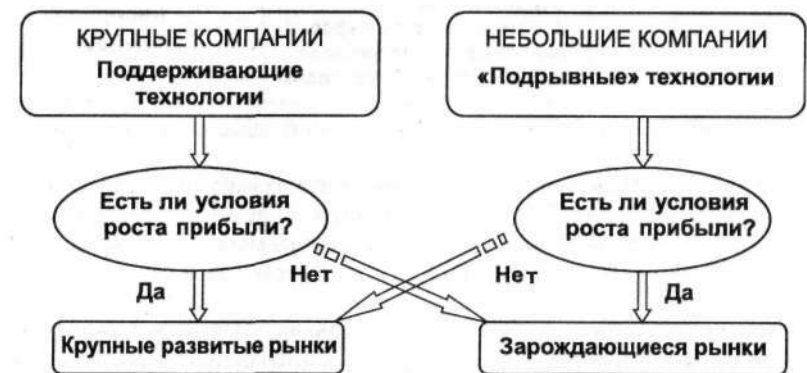 КРУПНЫЕ КОМПАНИИ
Поддерживающие
технологии
НЕБОЛЬШИЕ КОМПАНИИ
«Подрывные» технологии
Есть ли условия
роста прибыли?
Есть ли условия
роста прибыли?
Да
Нет
Нет
Да
Крупные развитые рынки
Зарождающиеся рынки